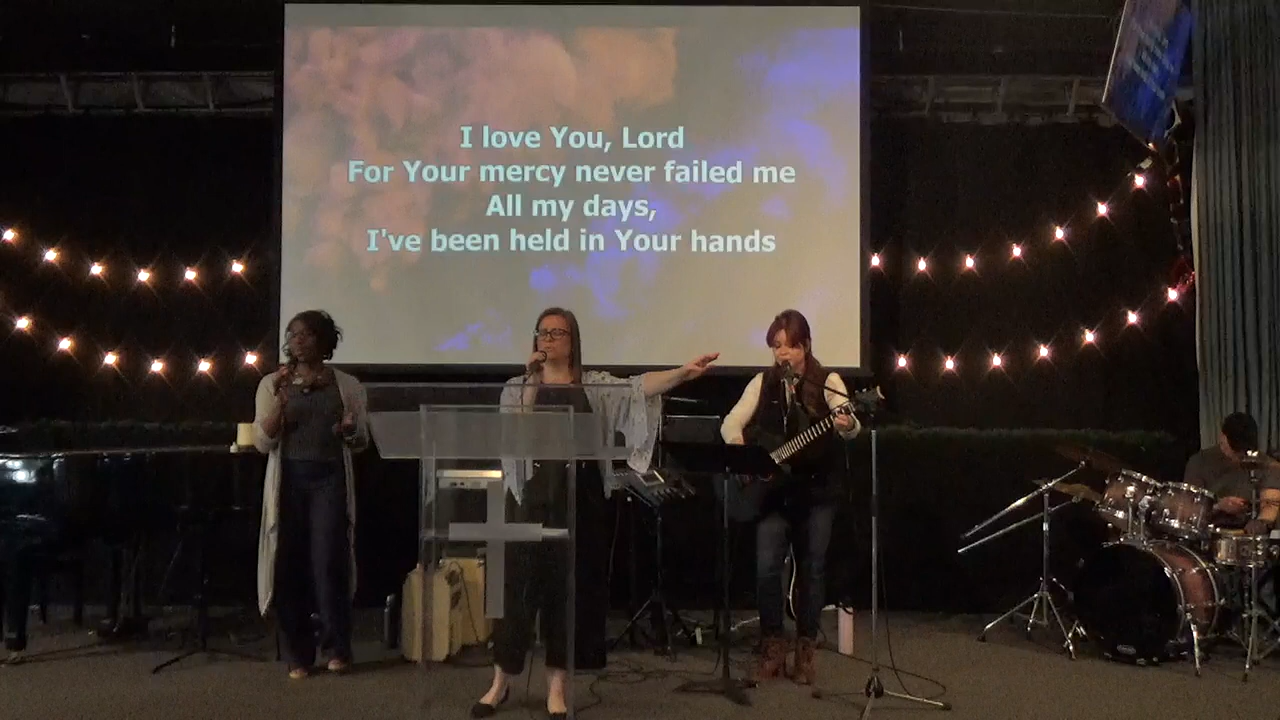 I love You, Lord
For Your mercy never failed me
All my days,
I've been held in Your hands